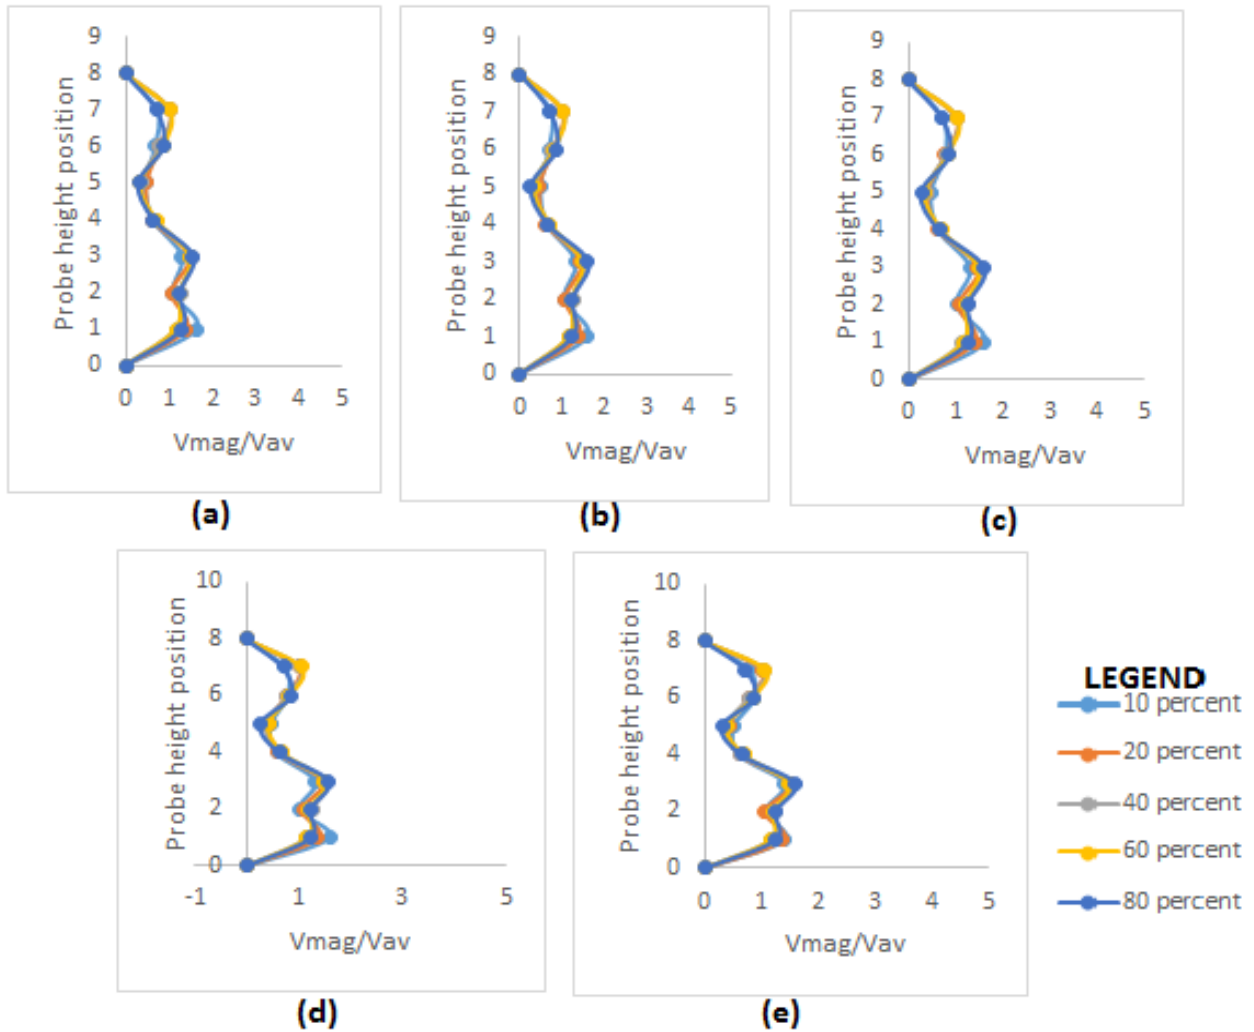 Probe height position
9
8
7
6
5
4
3
2
1
0
0 1 2 3 4 5
Vmag/Vav
(a)
Probe height position
9
8
7
6
5
4
3
2
1
0
0 1 2 3 4 5
Vmag/Vav
(b)
Probe height position
9
8
7
6
5
4
3
2
1
0
0 1 2 3 4 5
Vmag/Vav
(c)
Probe height position
10
8
6
4
2
0
-1 1 3 5
Vmag/Vav
(d)
Probe height position
10
8
6
4
2
0
0 1 2 3 4 5
Vmag/Vav
(e)
LEGEND
10 percent
20 percent
40 percent
60 percent
80 percent